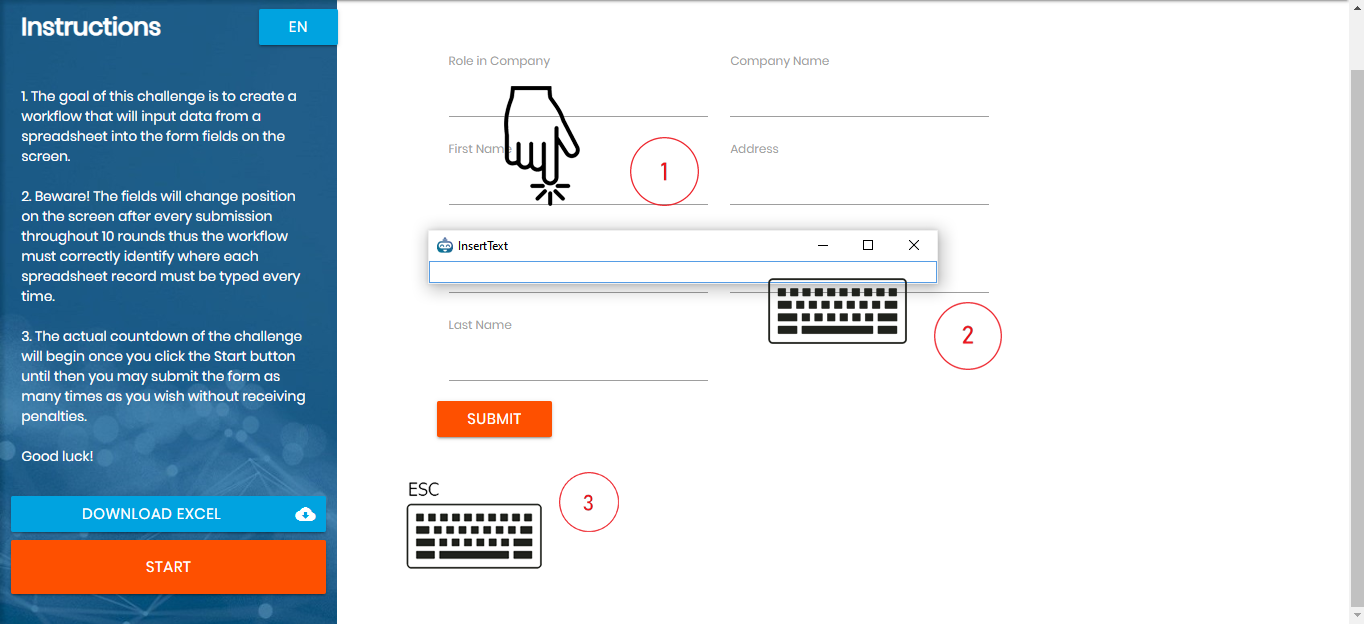 Instructions
EN
1. The goal of this challenge is to create a
workflow that will input data from a
spreadsheet into the form fields on the
screen.
2. Beware! The fields will change position
on the screen after every submission
throughout 10 rounds thus the workflow
must correctly identify where each
spreadsheet record must be typed every
time.
3. The actual countdown of the challenge
will begin once you click the Start button
until then you may submit the form as
many times as you wish without receiving
penalties.
Good luck!
DOWNLOAD EXCEL
START
Role in Company
Company Name
First Name
Address
1
InsertText
2
Last Name
SUBMIT
ESC
3